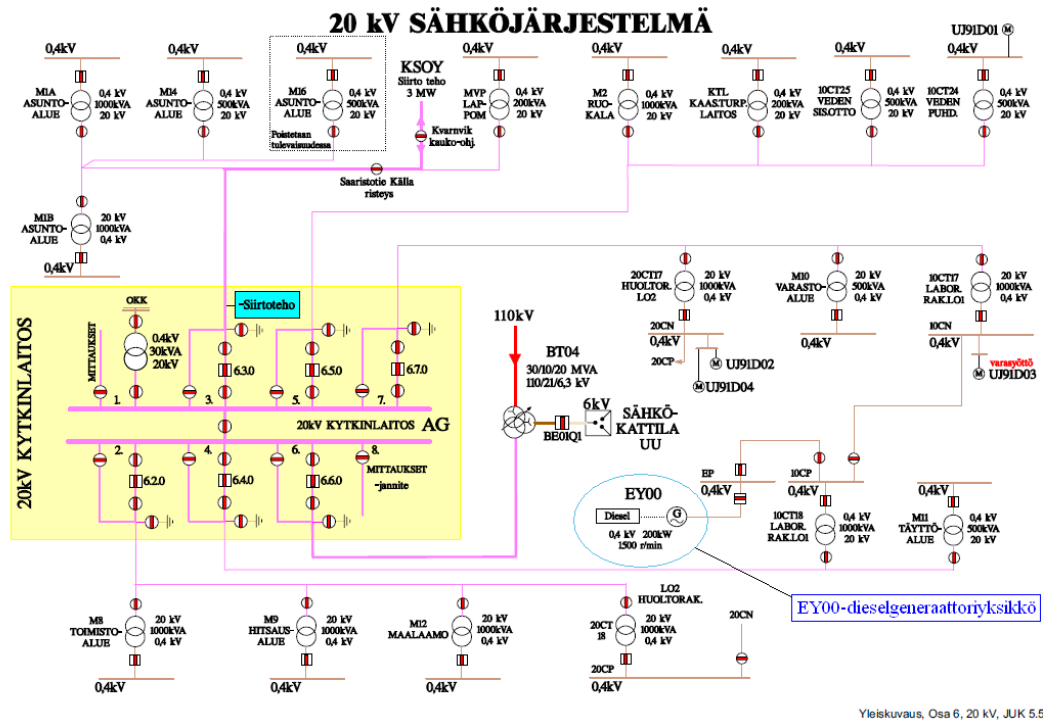 20 kV SÄHKÖJÄRJESTELMÄ
0,4kV
M1A
ASUNTO-
ALUE
0,4 kV
1000kVA
20 kV
0,4kV
M14
ASUNTO-
ALUE
0,4 kV
500kVA
20 kV
0,4kV
M16
ASUNTO-
ALUE
0,4 kV
500kVA
20 kV
Poistetaan
tulevaisuudessa
KSOY
Siirto teho
3 MW
Kvarnvik
kauko-ohj.
0,4kV
MVP
LAP-
POM
0,4 kV
200kVA
20 kV
0,4kV
M2
RUO-
KALA
0,4 kV
1000kVA
20 kV
0,4kV
KTL
KAAS.TURP.
LAITOS
0,4 kV
200kVA
20 kV
0,4kV
10CT25
VEDEN
SIS.OTTO
0,4 kV
500kVA
20 kV
UJ91D01
M
0,4kV
10CT24
VEDEN
PUHD.
0,4 kV
500kVA
20 kV
Saaristotie Källa
risteys
M1B
ASUNTO-
ALUE
20 kV
1000kVA
0,4 kV
0,4kV
20kV KYTKINLAITOS
OKK
0.4kV
30kVA
20kV
MITTAUKSET
-Siirtoteho
6.3.0
6.5.0
6.7.0
1.
3.
5.
7.
20kV KYTKINLAITOS AG
2.
4.
6.
8.
6.2.0
6.4.0
6.6.0
MITTAUKSET
-jannite
110kV
BT04
30/10/20 MVA
110/21/6,3 kV
BE01Q1
6kV
SÄHKÖ-
KATTILA
UU
20CT17
HUOLTOR.
LO2
20 kV
1000kVA
0,4 kV
20CN
0,4kV
20CP
M
UJ91D02
M
UJ91D04
M10
VARASTO-
ALUE
20 kV
500kVA
0,4 kV
0,4kV
10CT17
LABOR.
RAK.LO1
20 kV
1000kVA
0,4 kV
10CN
0,4kV
varasyöttö
M
UJ91D03
EP
0,4kV
10CP
0,4kV
0,4kV
EY00
Diesel
G
0,4 kV 200kW
1500 r/min
10CT18
LABOR.
RAK.LO1
0,4 kV
1000kVA
20 kV
M11
TÄYTTÖ-
ALUE
0,4 kV
500kVA
20 kV
EY00-dieselgeneraattoriyksikkö
M8
TOIMISTO-
ALUE
20 kV
1000kVA
0,4 kV
0,4kV
M9
HITSAUS-
ALUE
20 kV
1000kVA
0,4 kV
0,4kV
M12
MAALAAMO
20 kV
1000kVA
0,4 kV
0,4kV
LO2
HUOLTORAK.
20CT
18
20 kV
1000kVA
0,4 kV
20CP
0,4kV
20CN
Yleiskuvaus, Osa 6, 20 kV, JUK 5.5